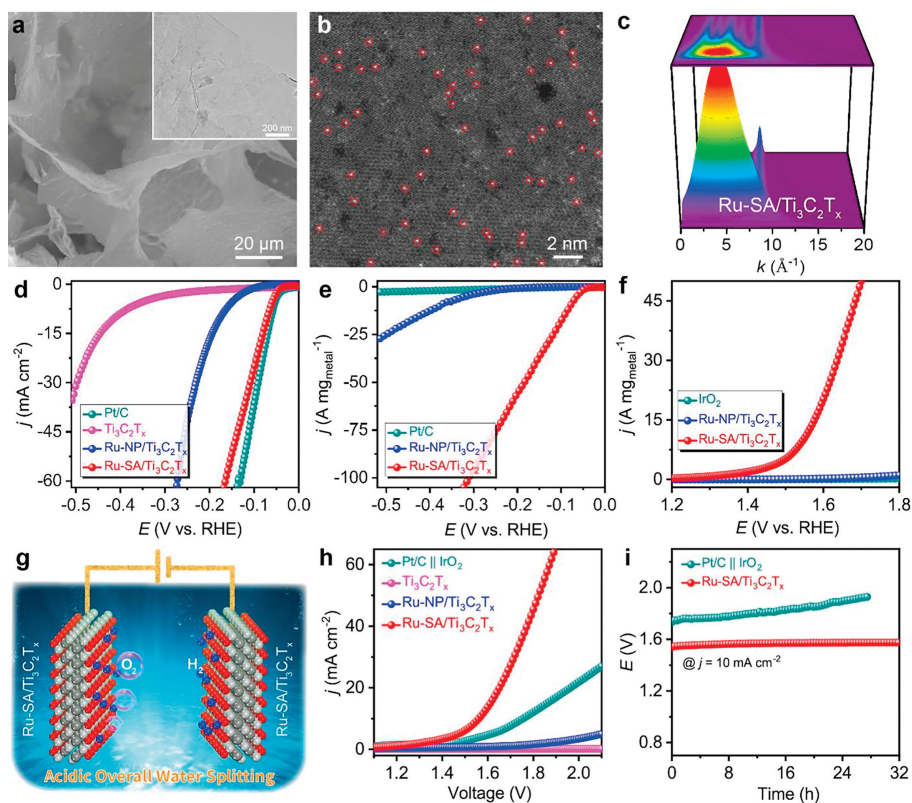 a
200 nm
20 μm
b
2 nm
c
Ru-SA/Ti₃C₂Tₓ
0 5 10 15 20
k (Å⁻¹)
d
0
-15
-30
-45
-60
j (mA cm⁻²)
Pt/C
Ti₃C₂Tₓ
Ru-NP/Ti₃C₂Tₓ
Ru-SA/Ti₃C₂Tₓ
-0.5 -0.4 -0.3 -0.2 -0.1 0.0
E (V vs. RHE)
e
0
-25
-50
-75
-100
j (A mg_metal⁻¹)
Pt/C
Ru-NP/Ti₃C₂Tₓ
Ru-SA/Ti₃C₂Tₓ
-0.5 -0.4 -0.3 -0.2 -0.1 0.0
E (V vs. RHE)
f
45
30
15
0
j (A mg_metal⁻¹)
IrO₂
Ru-NP/Ti₃C₂Tₓ
Ru-SA/Ti₃C₂Tₓ
1.2 1.4 1.6 1.8
E (V vs. RHE)
g
Ru-SA/Ti₃C₂Tₓ
O₂
H₂
Ru-SA/Ti₃C₂Tₓ
Acidic Overall Water Splitting
h
60
40
20
0
j (mA cm⁻²)
Pt/C || IrO₂
Ti₃C₂Tₓ
Ru-NP/Ti₃C₂Tₓ
Ru-SA/Ti₃C₂Tₓ
1.2 1.4 1.6 1.8 2.0
Voltage (V)
i
2.0
1.6
1.2
0.8
E (V)
Pt/C || IrO₂
Ru-SA/Ti₃C₂Tₓ
@ j = 10 mA cm⁻²
0 8 16 24 32
Time (h)